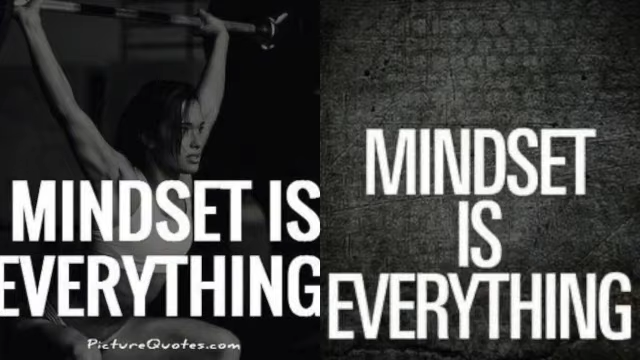 MINDSET IS
EVERYTHING
PictureQuotes.com
MINDSET
IS
EVERYTHING